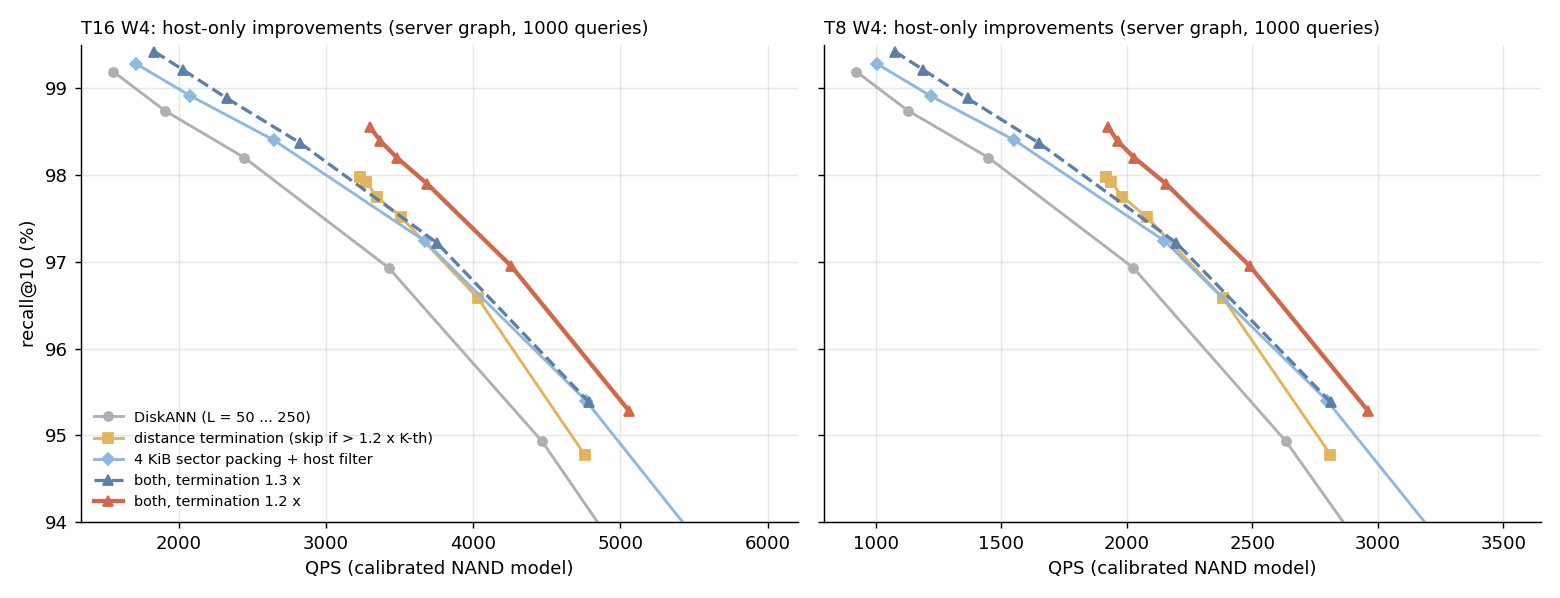 T16 W4: host-only improvements (server graph, 1000 queries)
T8 W4: host-only improvements (server graph, 1000 queries)
recall@10 (%)
99
98
97
96
95
94
DiskANN (L = 50 ... 250)
distance termination (skip if > 1.2 x K-th)
4 KiB sector packing + host filter
both, termination 1.3 x
both, termination 1.2 x
2000 3000 4000 5000 6000
QPS (calibrated NAND model)
1000 1500 2000 2500 3000 3500
QPS (calibrated NAND model)